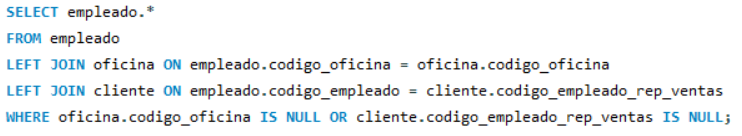 SELECT empleado.*
FROM empleado
LEFT JOIN oficina ON empleado.codigo_oficina = oficina.codigo_oficina
LEFT JOIN cliente ON empleado.codigo_empleado = cliente.codigo_empleado_rep_ventas
WHERE oficina.codigo_oficina IS NULL OR cliente.codigo_empleado_rep_ventas IS NULL;